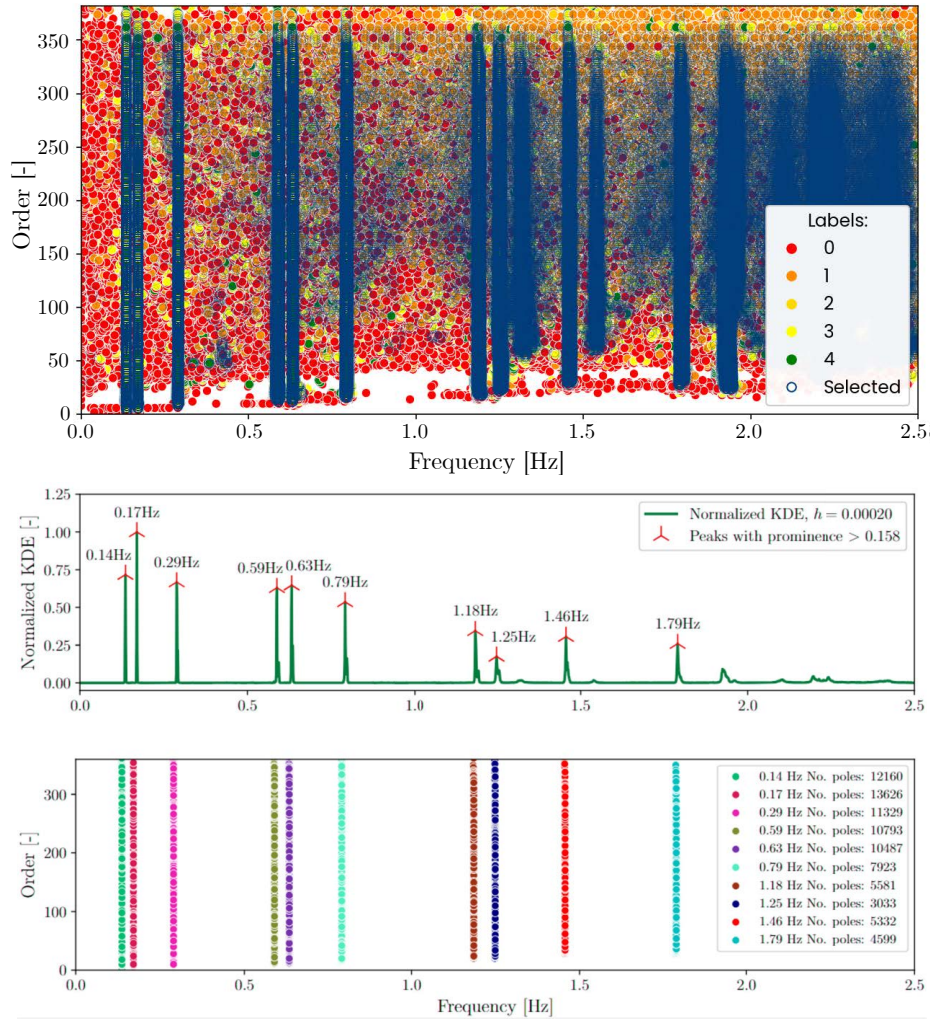 350
300
250
200
150
100
50
0
Order [-]
0.0 0.5 1.0 1.5 2.0 2.5
Frequency [Hz]
Labels:
0
1
2
3
4
Selected
1.25
1.00
0.75
0.50
0.25
0.00
Normalized KDE [-]
0.14Hz
0.17Hz
0.29Hz
0.59Hz
0.63Hz
0.79Hz
1.18Hz
1.25Hz
1.46Hz
1.79Hz
Normalized KDE, h = 0.00020
Peaks with prominence > 0.158
0.0 0.5 1.0 1.5 2.0 2.5
300
200
100
0
Order [-]
0.14 Hz No. poles: 12160
0.17 Hz No. poles: 13626
0.29 Hz No. poles: 11329
0.59 Hz No. poles: 10793
0.63 Hz No. poles: 10487
0.79 Hz No. poles: 7923
1.18 Hz No. poles: 5581
1.25 Hz No. poles: 3033
1.46 Hz No. poles: 5332
1.79 Hz No. poles: 4599
0.0 0.5 1.0 1.5 2.0 2.5
Frequency [Hz]